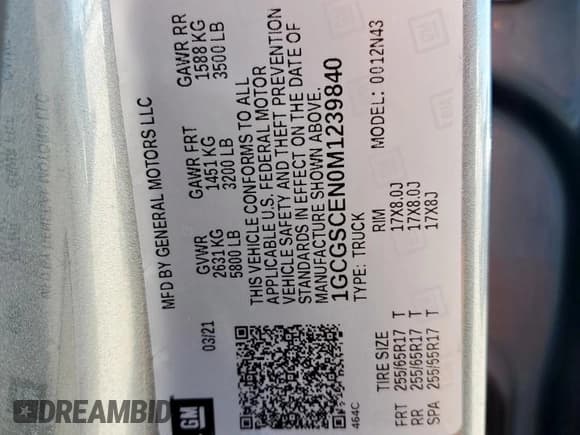 MFD BY GENERAL MOTORS LLC
03/21
GVWR GAWR FRT GAWR RR
2631 KG 1451 KG 1588 KG
5800 LB 3200 LB 3500 LB
THIS VEHICLE CONFORMS TO ALL
APPLICABLE U.S. FEDERAL MOTOR
VEHICLE SAFETY AND THEFT PREVENTION
STANDARDS IN EFFECT ON THE DATE OF
MANUFACTURE SHOWN ABOVE.
1GCGSCEN0M1239840
TYPE: TRUCK MODEL: 0012N43
464C
TIRE SIZE RIM
FRT 255/65R17 T 17X8.0J
RR 255/65R17 T 17X8.0J
SPA 255/65R17 T 17X8J
GM
DREAMBID